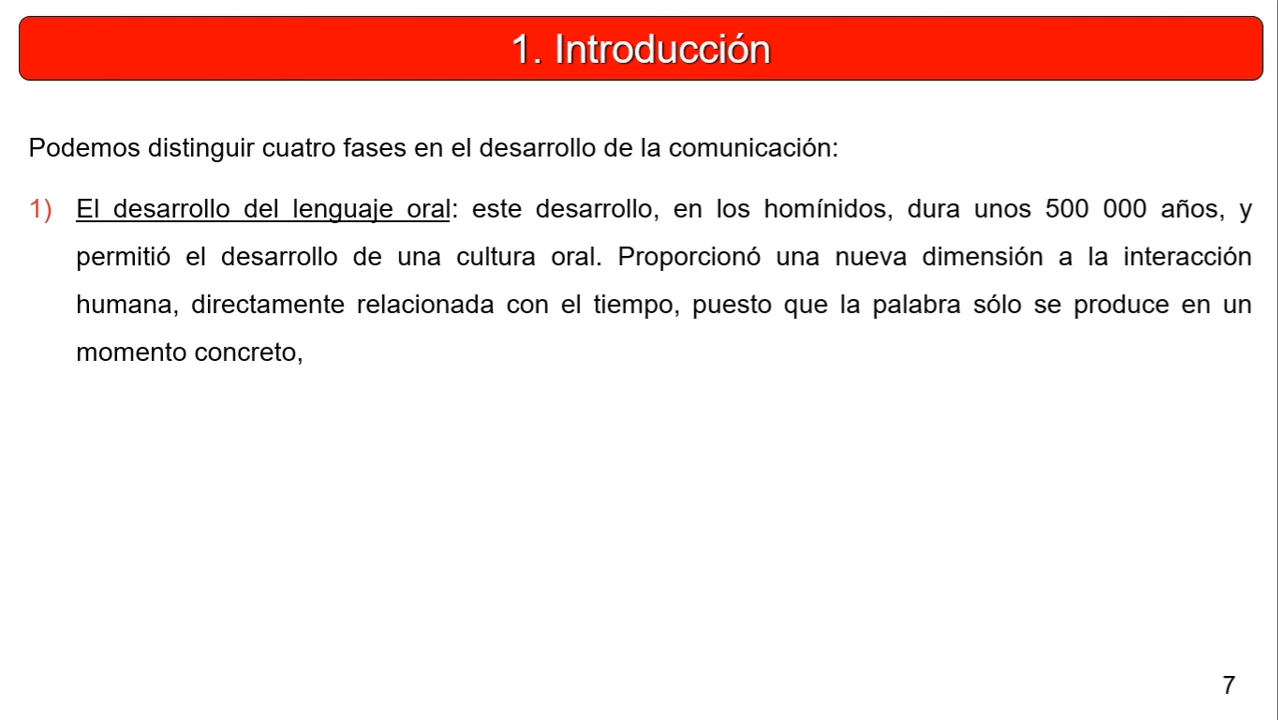 1. Introducción
Podemos distinguir cuatro fases en el desarrollo de la comunicación:
1) El desarrollo del lenguaje oral: este desarrollo, en los homínidos, dura unos 500 000 años, y
permitió el desarrollo de una cultura oral. Proporcionó una nueva dimensión a la interacción
humana, directamente relacionada con el tiempo, puesto que la palabra sólo se produce en un
momento concreto,
7